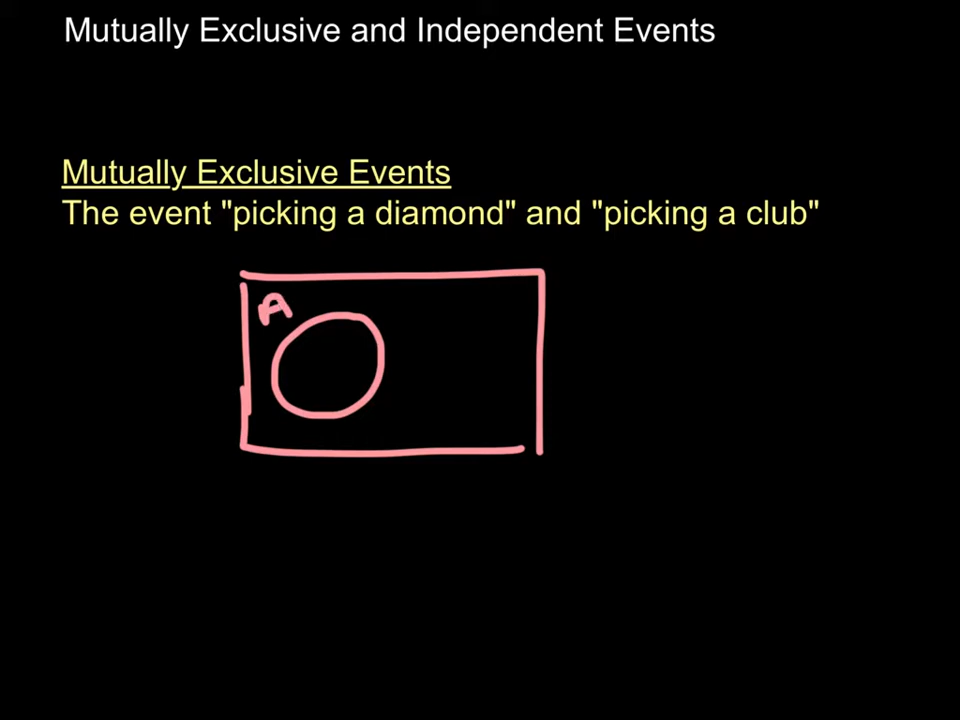 Mutually Exclusive and Independent Events
Mutually Exclusive Events
The event "picking a diamond" and "picking a club"
A